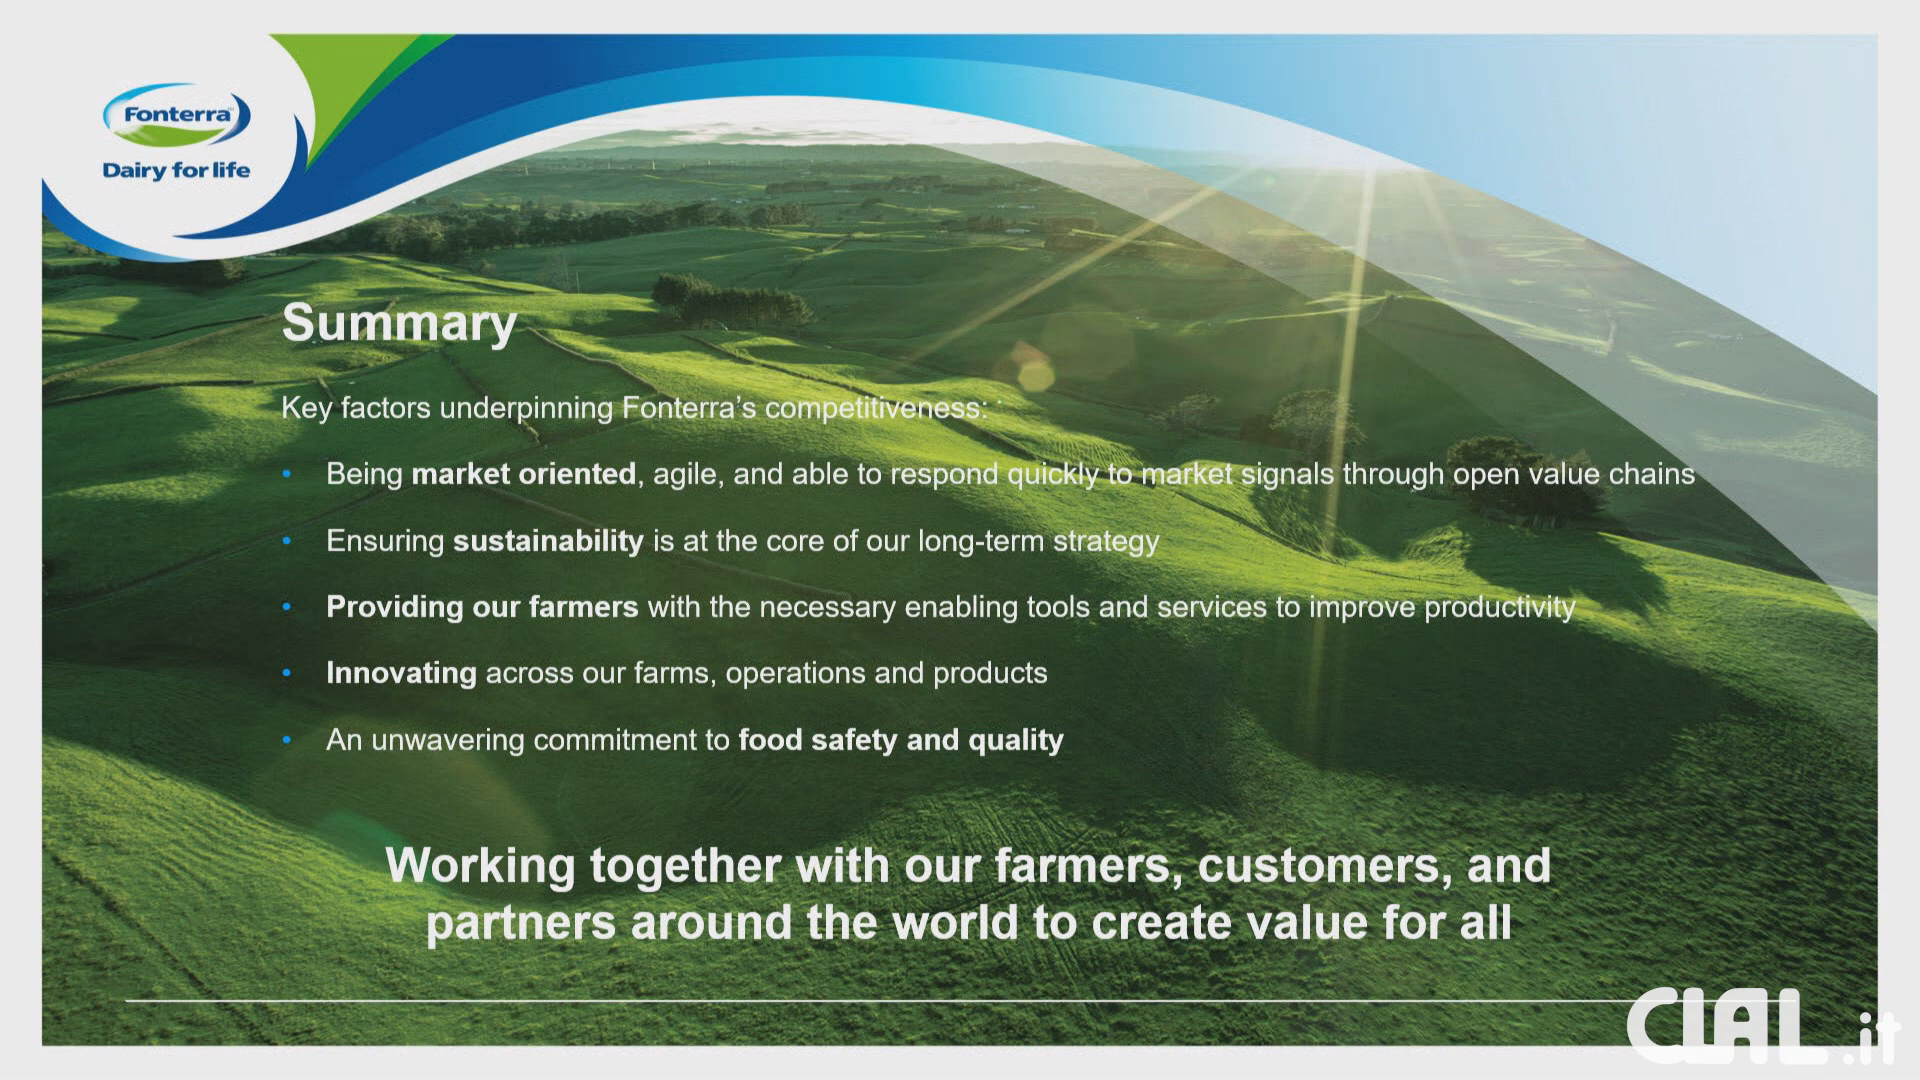 Fonterra
Dairy for life
Summary
Key factors underpinning Fonterra's competitiveness:
• Being market oriented, agile, and able to respond quickly to market signals through open value chains
• Ensuring sustainability is at the core of our long-term strategy
• Providing our farmers with the necessary enabling tools and services to improve productivity
• Innovating across our farms, operations and products
• An unwavering commitment to food safety and quality
Working together with our farmers, customers, and
partners around the world to create value for all
CLAL.it